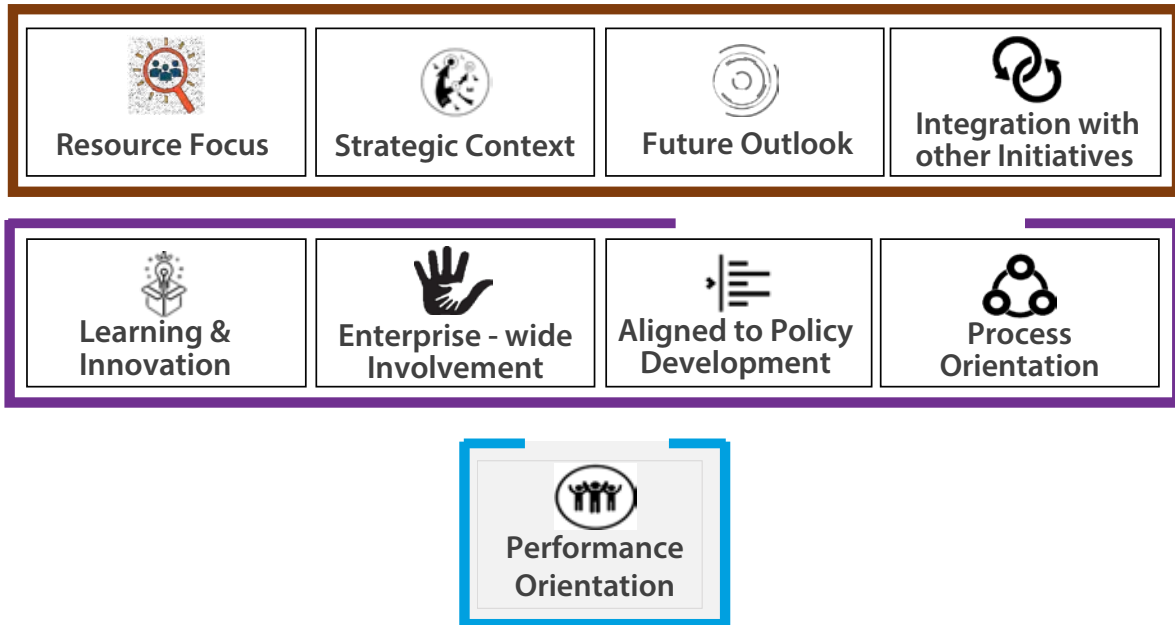 Resource Focus
Strategic Context
Future Outlook
Integration with
other Initiatives
Learning &
Innovation
Enterprise - wide
Involvement
Aligned to Policy
Development
Process
Orientation
Performance
Orientation